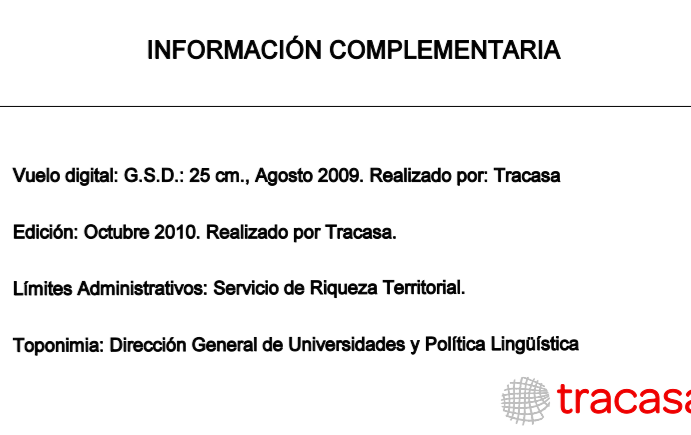 INFORMACIÓN COMPLEMENTARIA
Vuelo digital: G.S.D.: 25 cm., Agosto 2009. Realizado por: Tracasa
Edición: Octubre 2010. Realizado por Tracasa.
Límites Administrativos: Servicio de Riqueza Territorial.
Toponimia: Dirección General de Universidades y Política Lingüística
tracasa